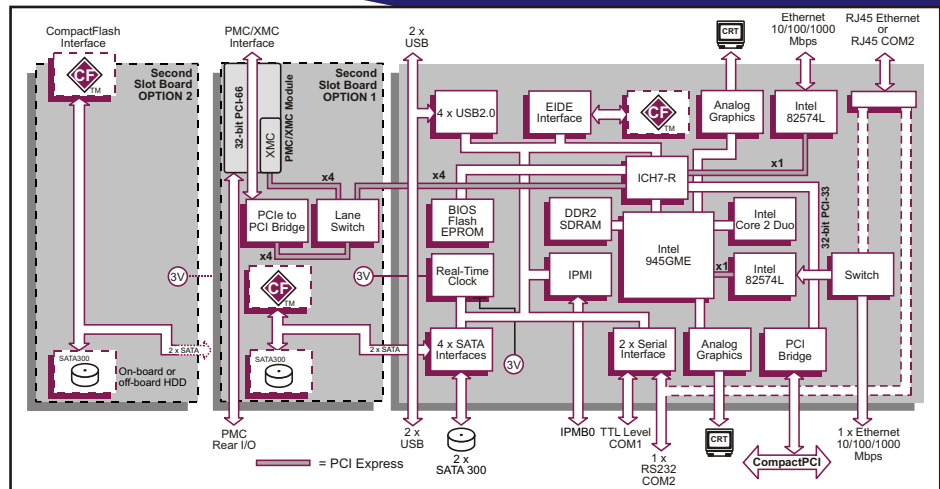 CompactFlash
Interface
PMC/XMC
Interface
2 x
USB
CRT
Ethernet
10/100/1000
Mbps
RJ45 Ethernet
or
RJ45 COM2
CF
TM
Second
Slot Board
OPTION 2
Second
Slot Board
OPTION 1
32-bit PCI-66
XMC
PMC/XMC Module
4 x USB2.0
EIDE
Interface
CF
TM
Analog
Graphics
Intel
82574L
x4
x4
x1
ICH7-R
PCIe to
PCI Bridge
Lane
Switch
x4
BIOS
Flash
EPROM
DDR2
SDRAM
Intel
945GME
Intel
Core 2 Duo
32-bit PCI-33
3V
CF
TM
3V
Real-Time
Clock
IPMI
x1
Intel
82574L
Switch
2 x SATA
SATA300
On-board or
off-board HDD
SATA300
2 x SATA
4 x SATA
Interfaces
3V
2 x Serial
Interface
Analog
Graphics
PCI
Bridge
PMC
Rear I/O
2 x
USB
2 x
SATA 300
IPMB0
TTL Level
COM1
1 x
RS232
COM2
CRT
CompactPCI
1 x Ethernet
10/100/1000
Mbps
= PCI Express